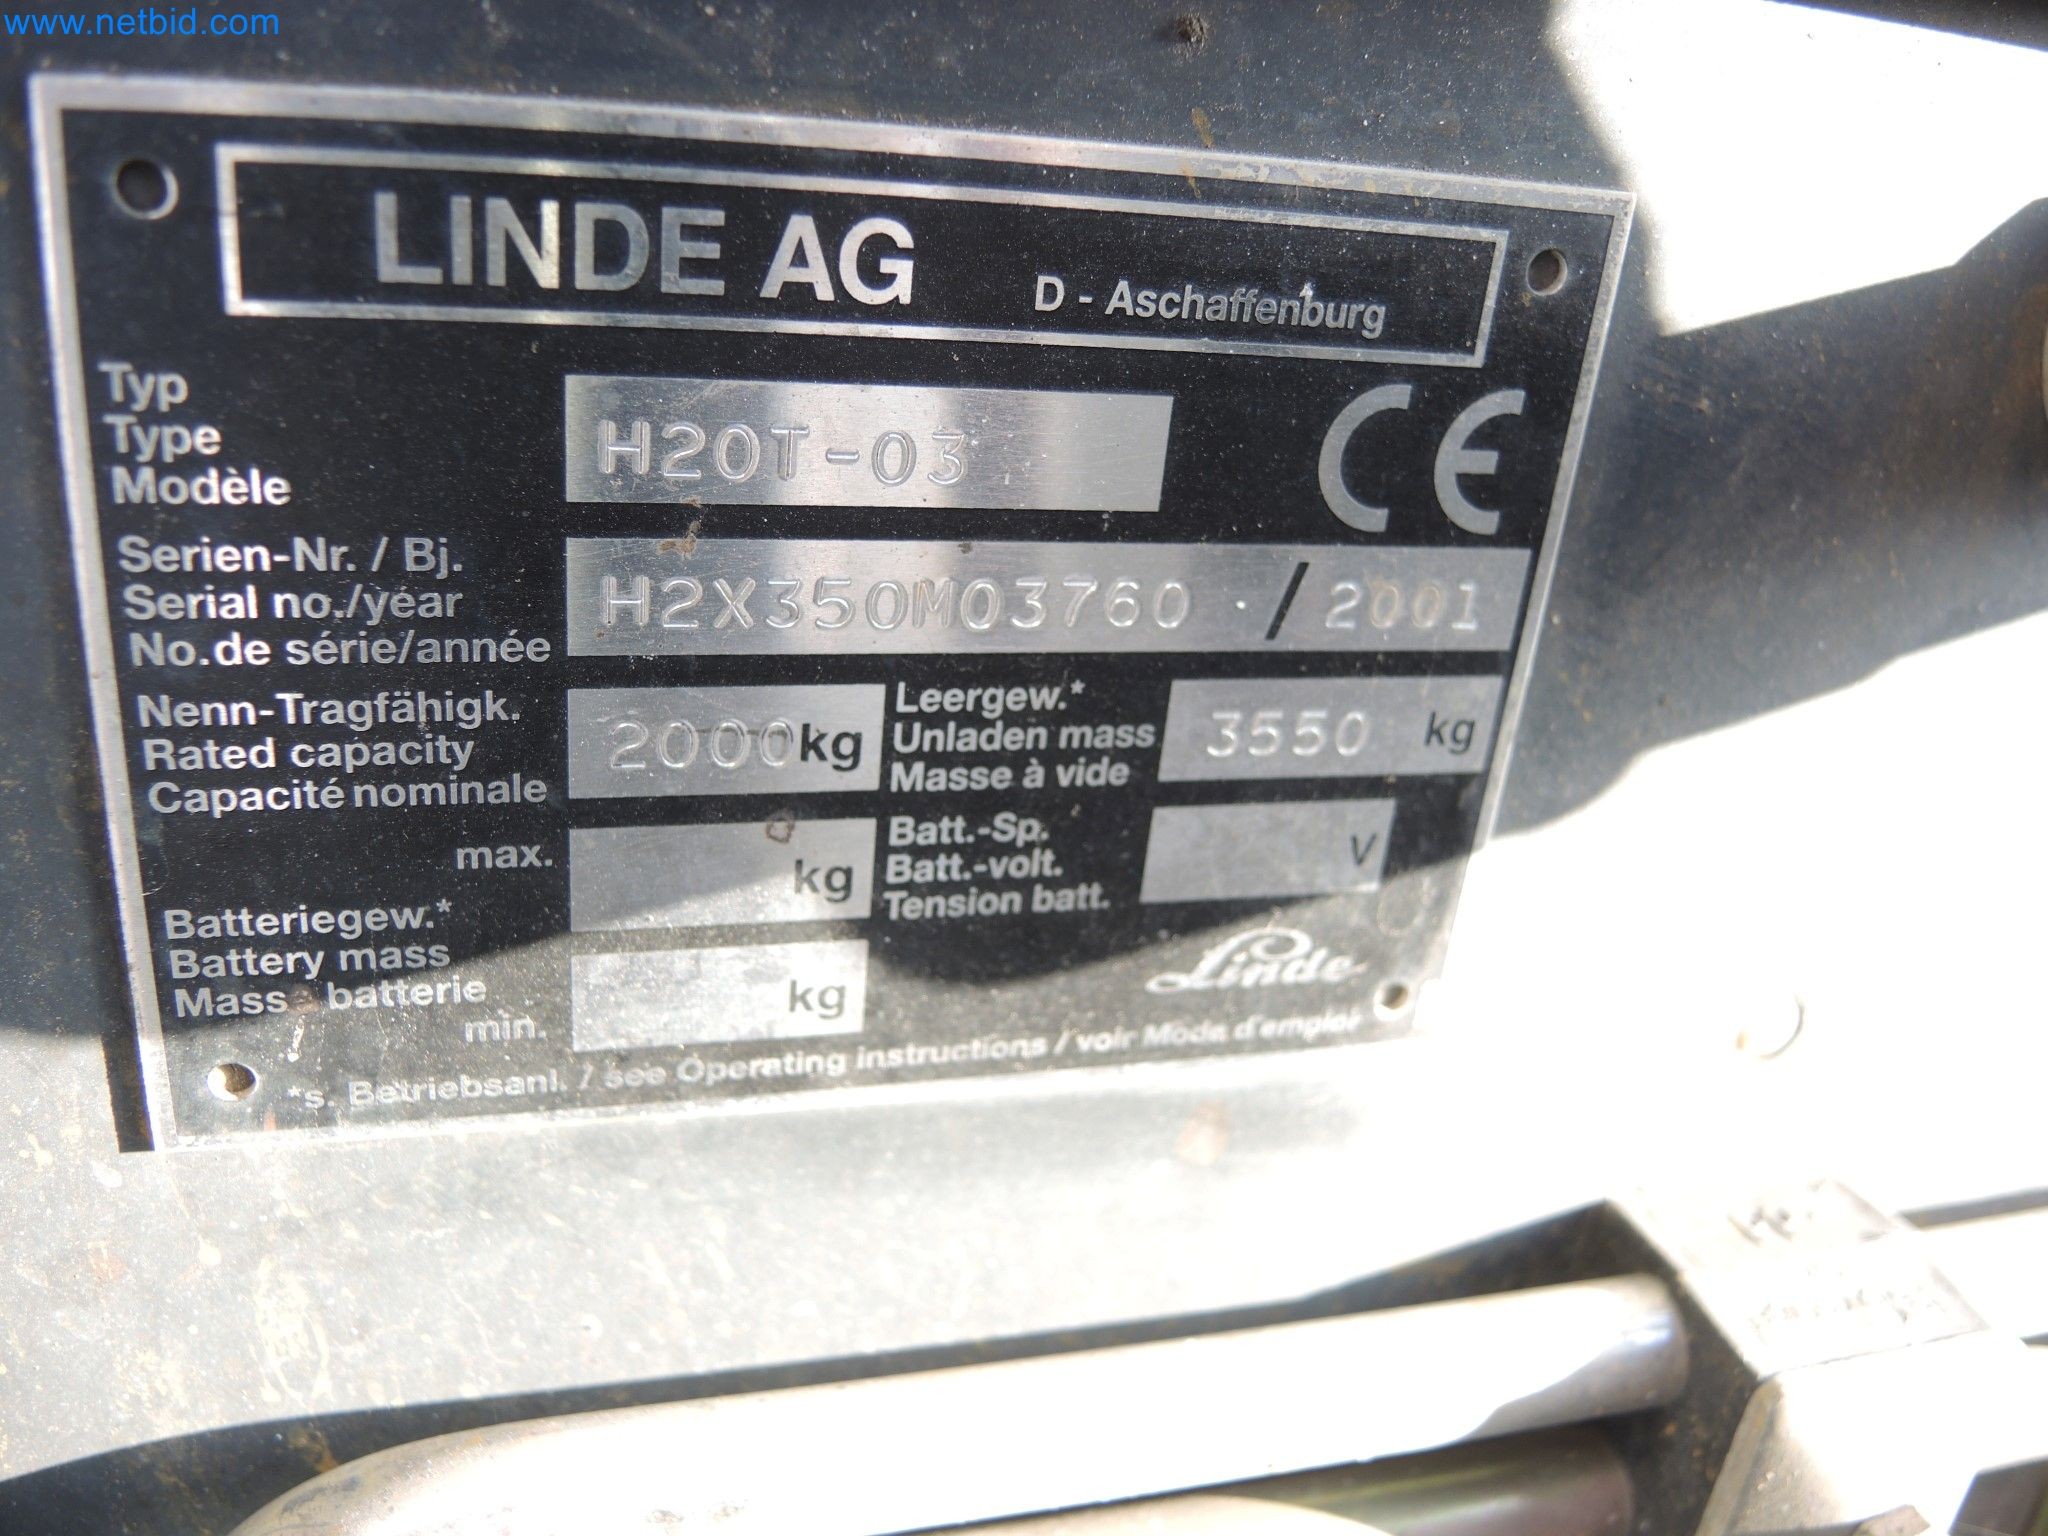 www.netbid.com
LINDE AG D - Aschaffenburg
Typ
Type
Modèle
H20T-03
CE
Serien-Nr. / Bj.
Serial no./year
No.de série/année
H2X350M03760 / 2001
Nenn-Tragfähigk.
Rated capacity
Capacité nominale
2000 kg
Leergew.*
Unladen mass
Masse à vide
3550 kg
max.
kg
Batt.-Sp.
Batt.-volt.
Tension batt.
V
Batteriegew.*
Battery mass
Masse batterie
min.
kg
Linde
*s. Betriebsanl. / see Operating instructions / voir Mode d'emploi